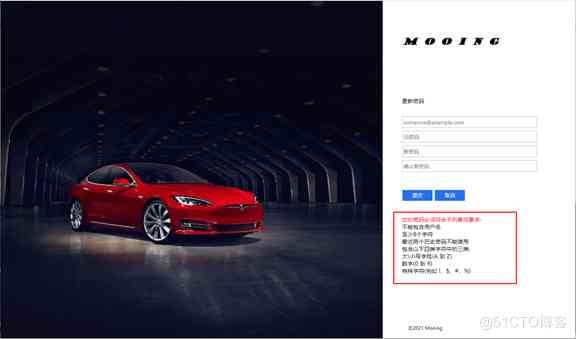 MOOING
更新密码
someone@example.com
旧密码
新密码
确认新密码
提交 取消
您的密码必须符合下列最低要求:
不能包含用户名
至少8个字符
最近两个历史密码不能使用
包含以下四类字符中的三类:
大\小写字母(A 到 Z)
数字(0 到 9)
特殊字符(例如 !、$、#、%)
©2021 Mooing
@51CTO博客